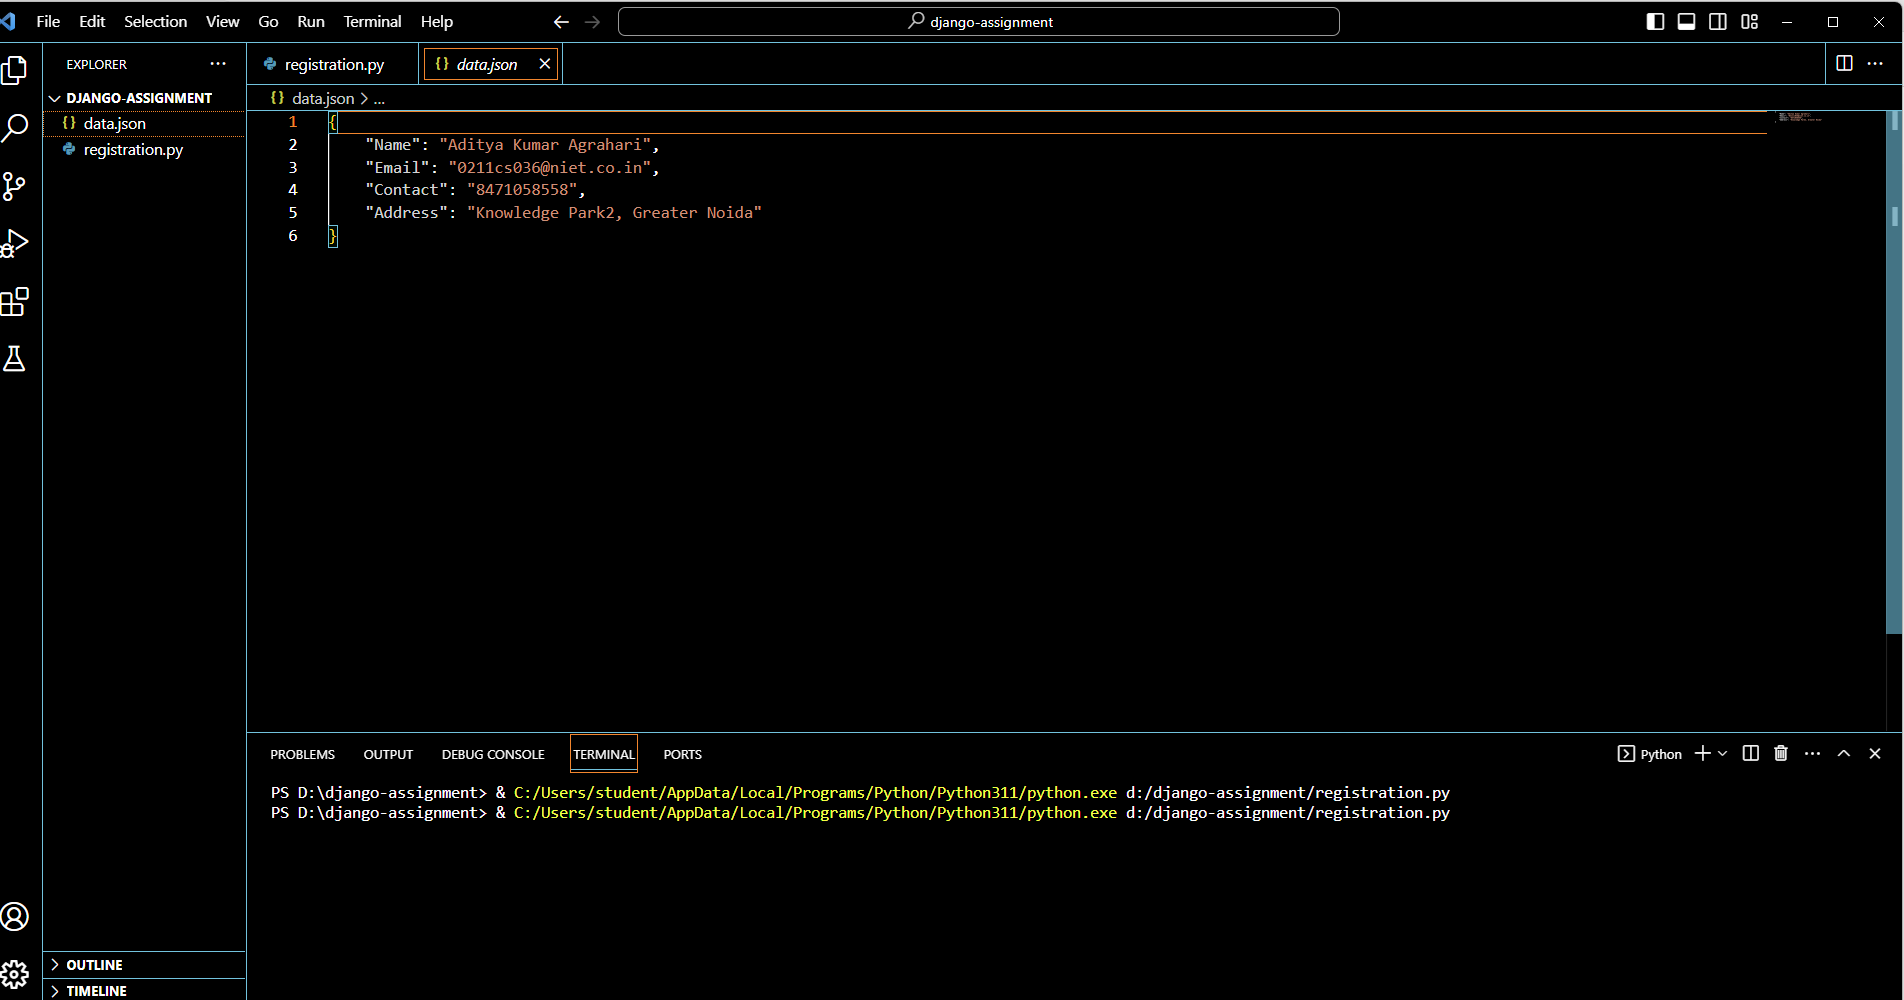 File Edit Selection View Go Run Terminal Help
django-assignment
EXPLORER
DJANGO-ASSIGNMENT
data.json
registration.py
registration.py
data.json
data.json > ...
1 {
2 "Name": "Aditya Kumar Agrahari",
3 "Email": "0211cs036@niet.co.in",
4 "Contact": "8471058558",
5 "Address": "Knowledge Park2, Greater Noida"
6 }
PROBLEMS OUTPUT DEBUG CONSOLE TERMINAL PORTS
Python
PS D:\django-assignment> & C:/Users/student/AppData/Local/Programs/Python/Python311/python.exe d:/django-assignment/registration.py
PS D:\django-assignment> & C:/Users/student/AppData/Local/Programs/Python/Python311/python.exe d:/django-assignment/registration.py
OUTLINE
TIMELINE